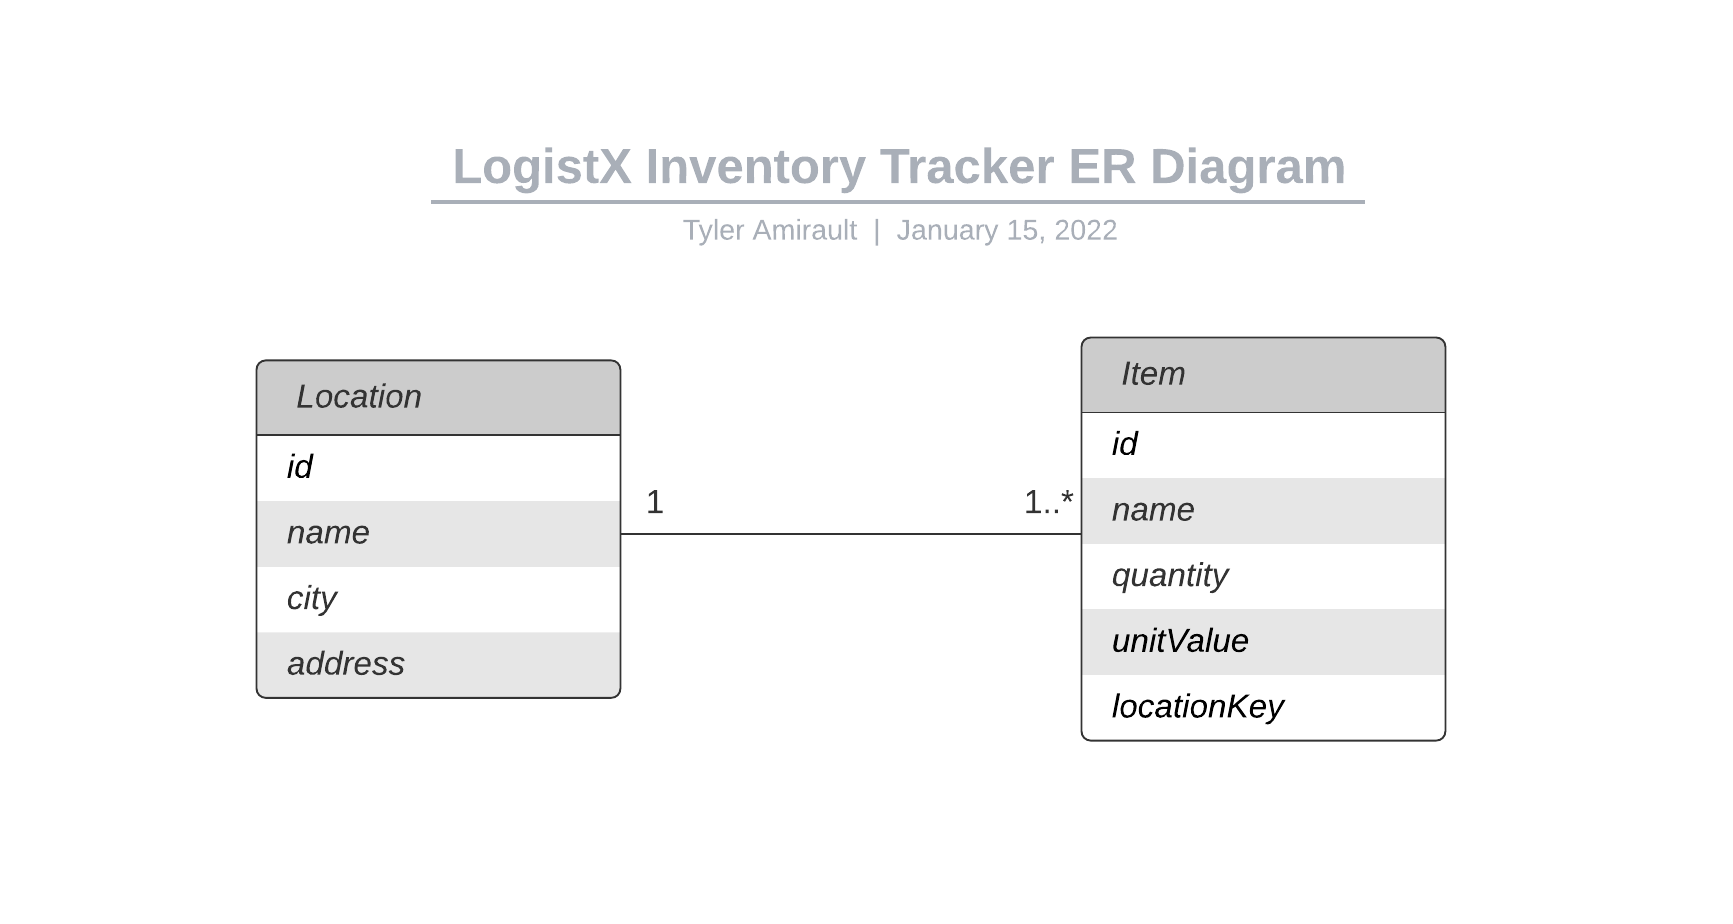 LogistX Inventory Tracker ER Diagram
Tyler Amirault | January 15, 2022
Location
id
name
city
address
1
1..*
Item
id
name
quantity
unitValue
locationKey